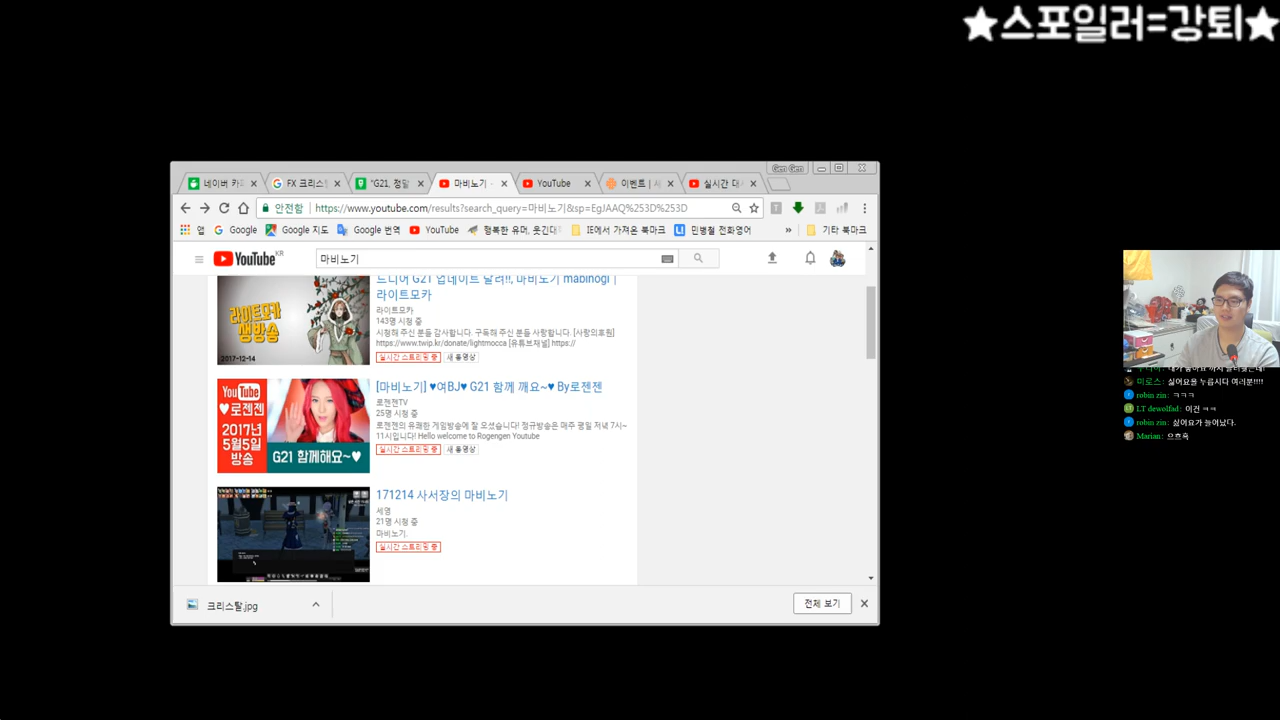 ★스포일러=강퇴★
Gen Gen
네이버 카
FX 크리스탈
"G21, 정말
마비노기 -
YouTube
이벤트 | 세
실시간 대시
안전함
https://www.youtube.com/results?search_query=마비노기&sp=EgJAAQ%253D%253D
앱
Google
Google 지도
Google 번역
YouTube
행복한 유머, 웃긴대
IE에서 가져온 북마크
민병철 전화영어
»
기타 북마크
YouTube KR
마비노기
드디어 G21 업데이트 달려!!, 마비노기 mabinogi |
라이트모카
라이트모카
143명 시청 중
시청해 주신 분들 감사합니다. 구독해 주신 분들 사랑합니다. [사랑의후원]
https://www.twip.kr/donate/lightmocca [유튜브채널] https://
실시간 스트리밍 중
새 동영상
라이트모카
생방송
2017-12-14
[마비노기] ♥여BJ♥ G21 함께 깨요~♥ By로젠젠
로젠젠TV
25명 시청 중
로젠젠의 유쾌한 게임방송에 잘 오셨습니다! 정규방송은 매주 평일 저녁 7시~
11시입니다! Hello welcome to Rogengen Youtube
실시간 스트리밍 중
새 동영상
You Tube
♥로젠젠
2017년
5월5일
방송
G21 함께해요~♥
171214 사서장의 마비노기
세영
21명 시청 중
마비노기.
실시간 스트리밍 중
크리스탈.jpg
전체 보기
미로스: 싫어요을 누릅시다 여러분!!!!
robin zin: ㅋㅋㅋ
LT dewolfad: 이건 ㅋㅋ
robin zin: 싫어요가 늘어났다.
Marian: 으흐흑